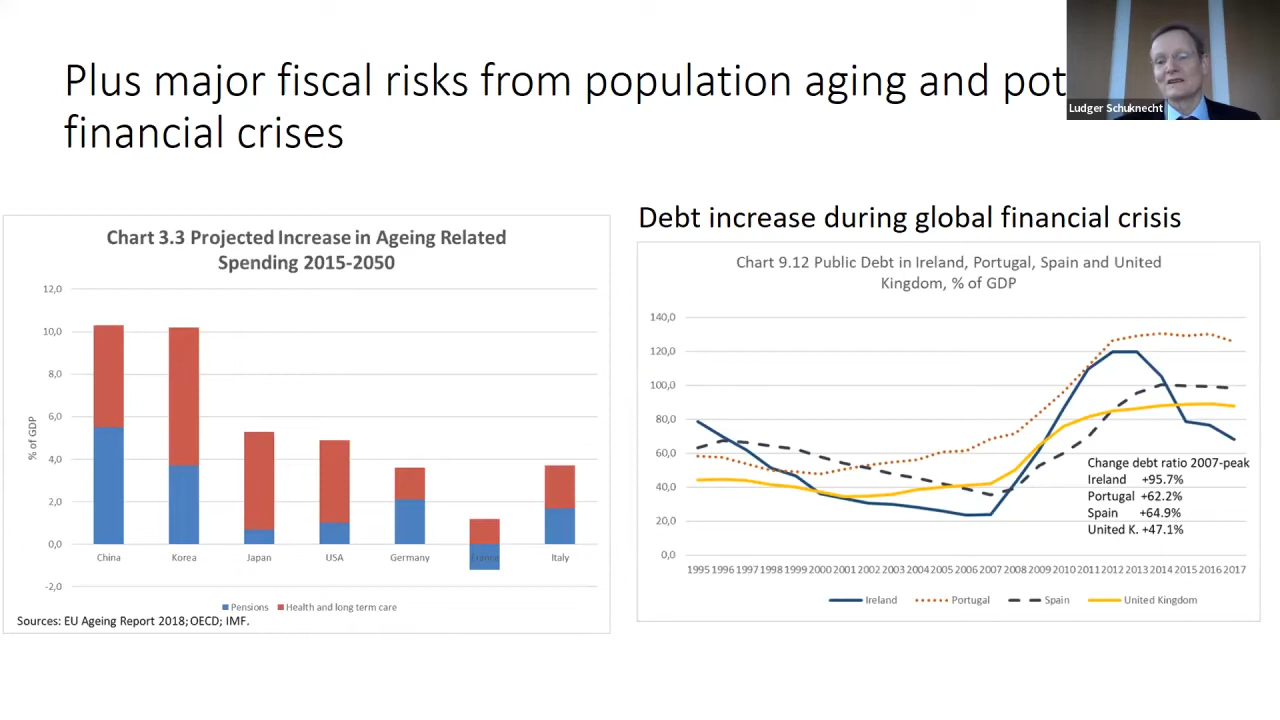 Plus major fiscal risks from population aging and pot
financial crises
Ludger Schuknecht
Chart 3.3 Projected Increase in Ageing Related
Spending 2015-2050
12,0
10,0
8,0
6,0
4,0
2,0
0,0
-2,0
% of GDP
China Korea Japan USA Germany France Italy
Pensions Health and long term care
Sources: EU Ageing Report 2018; OECD; IMF.
Debt increase during global financial crisis
Chart 9.12 Public Debt in Ireland, Portugal, Spain and United
Kingdom, % of GDP
140,0
120,0
100,0
80,0
60,0
40,0
20,0
0,0
Change debt ratio 2007-peak
Ireland +95.7%
Portugal +62.2%
Spain +64.9%
United K. +47.1%
1995 1996 1997 1998 1999 2000 2001 2002 2003 2004 2005 2006 2007 2008 2009 2010 2011 2012 2013 2014 2015 2016 2017
Ireland Portugal Spain United Kingdom